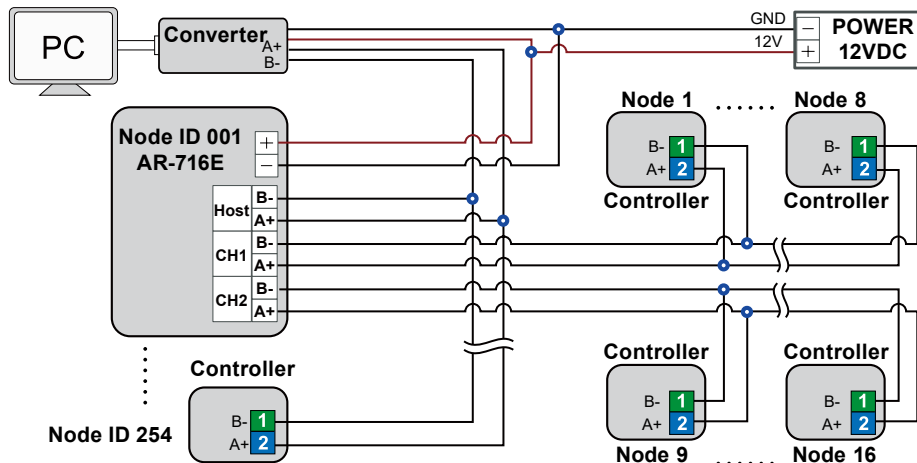 PC
Converter
A+
B-
GND
12V
−
+
POWER
12VDC
Node ID 001
AR-716E
+
−
Host
B-
A+
CH1
B-
A+
CH2
B-
A+
Node 1
......
Node 8
B-
1
A+
2
Controller
B-
1
A+
2
Controller
Controller
B-
1
A+
2
Node 9
Controller
B-
1
A+
2
Node 16
......
......
Controller
B-
1
A+
2
Node ID 254